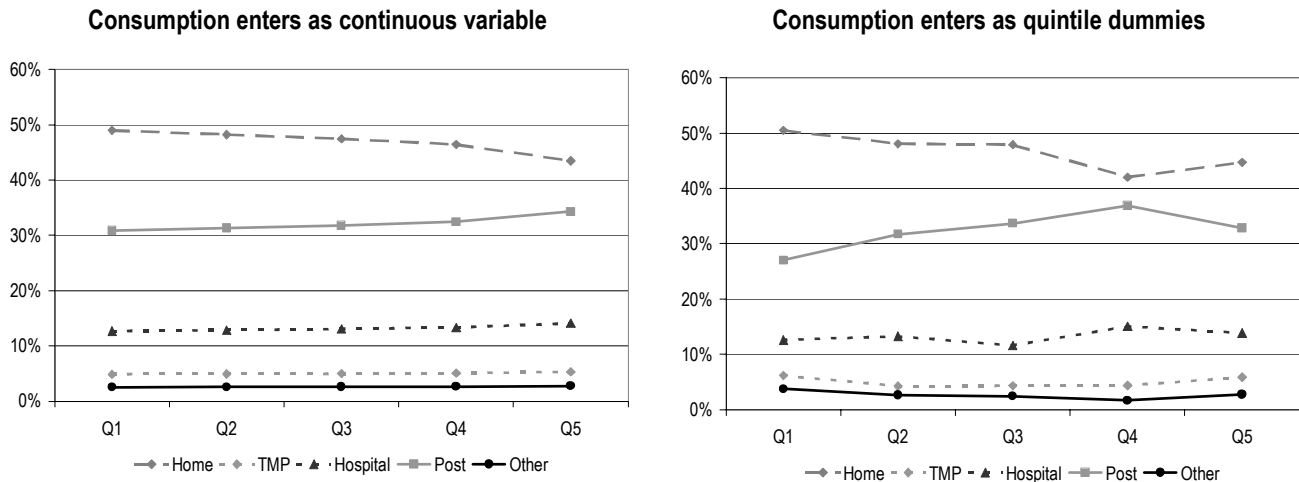 Consumption enters as continuous variable
60%
50%
40%
30%
20%
10%
0%
Q1 Q2 Q3 Q4 Q5
Home TMP Hospital Post Other
Consumption enters as quintile dummies
60%
50%
40%
30%
20%
10%
0%
Q1 Q2 Q3 Q4 Q5
Home TMP Hospital Post Other